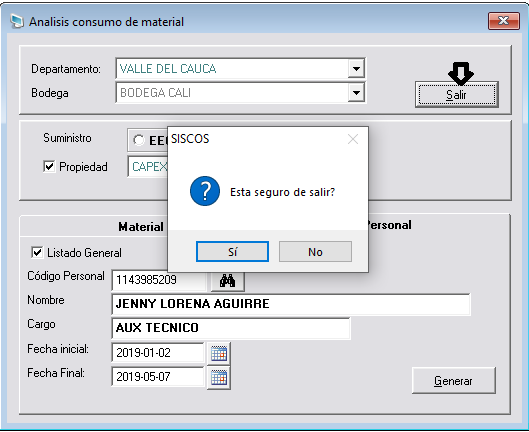 Analisis consumo de material
Departamento: VALLE DEL CAUCA
Bodega BODEGA CALI
Salir
Suministro
SISCOS
Propiedad CAPEX
Esta seguro de salir?
Sí No
Material
Listado General
Código Personal 1143985209
Nombre JENNY LORENA AGUIRRE
Cargo AUX TECNICO
Fecha inicial: 2019-01-02
Fecha Final: 2019-05-07
Generar